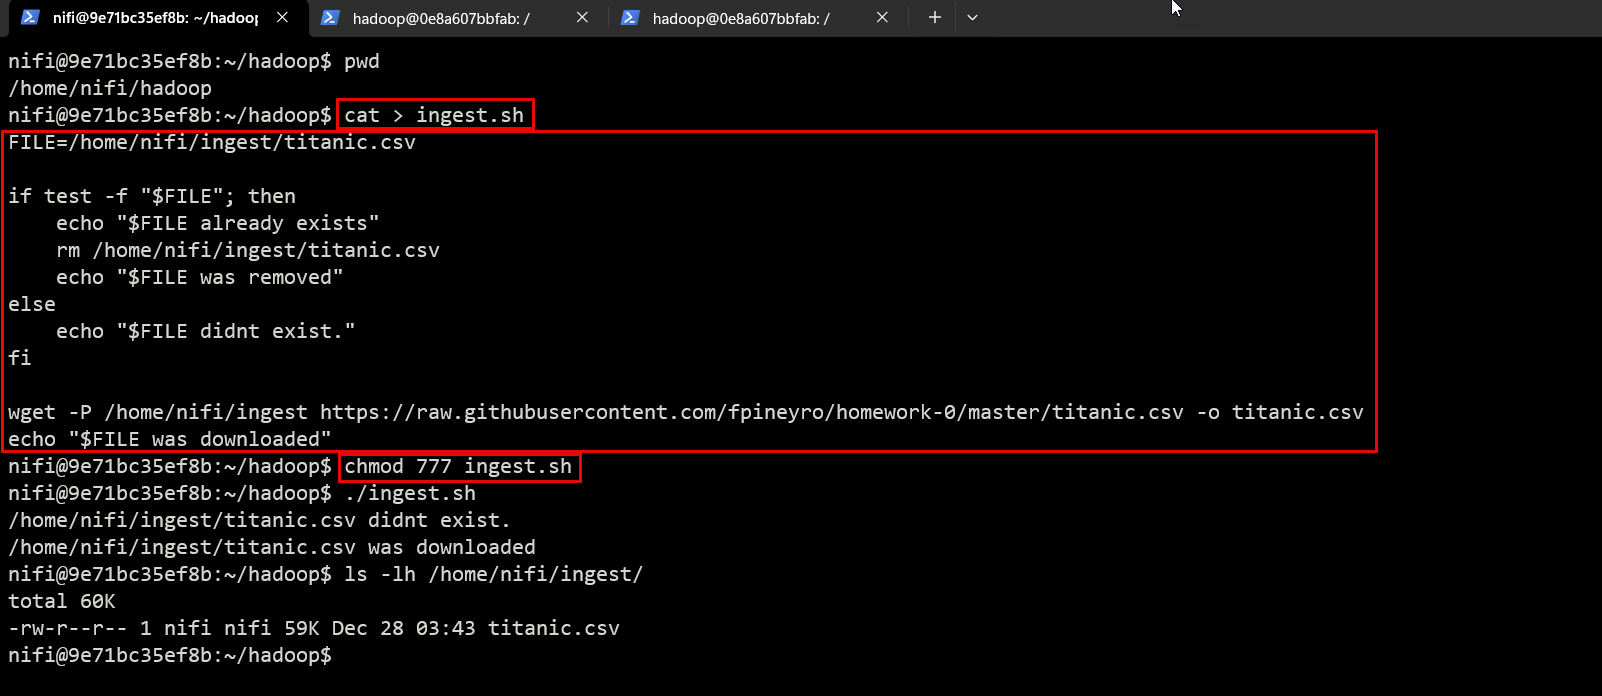 nifi@9e71bc35ef8b: ~/hadoop
hadoop@0e8a607bbfab: /
hadoop@0e8a607bbfab: /
nifi@9e71bc35ef8b:~/hadoop$ pwd
/home/nifi/hadoop
nifi@9e71bc35ef8b:~/hadoop$ cat > ingest.sh
FILE=/home/nifi/ingest/titanic.csv
if test -f "$FILE"; then
    echo "$FILE already exists"
    rm /home/nifi/ingest/titanic.csv
    echo "$FILE was removed"
else
    echo "$FILE didnt exist."
fi
wget -P /home/nifi/ingest https://raw.githubusercontent.com/fpineyro/homework-0/master/titanic.csv -o titanic.csv
echo "$FILE was downloaded"
nifi@9e71bc35ef8b:~/hadoop$ chmod 777 ingest.sh
nifi@9e71bc35ef8b:~/hadoop$ ./ingest.sh
/home/nifi/ingest/titanic.csv didnt exist.
/home/nifi/ingest/titanic.csv was downloaded
nifi@9e71bc35ef8b:~/hadoop$ ls -lh /home/nifi/ingest/
total 60K
-rw-r--r-- 1 nifi nifi 59K Dec 28 03:43 titanic.csv
nifi@9e71bc35ef8b:~/hadoop$